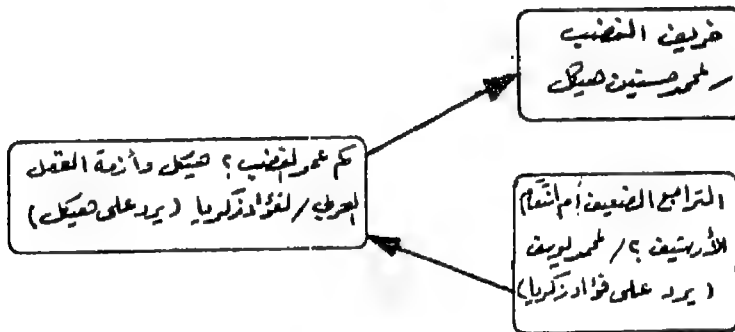 خريف الغضب
/ لمحمد حسنين هيكل
كم عمر الغضب ؟ هيكل وأزمة العقل
العربي / لفؤاد زكريا (يرد على هيكل)
التراجع الضعيف أم انتقام
الأرشيف ؟ / لمحمد
(يرد على فؤاد زكريا)